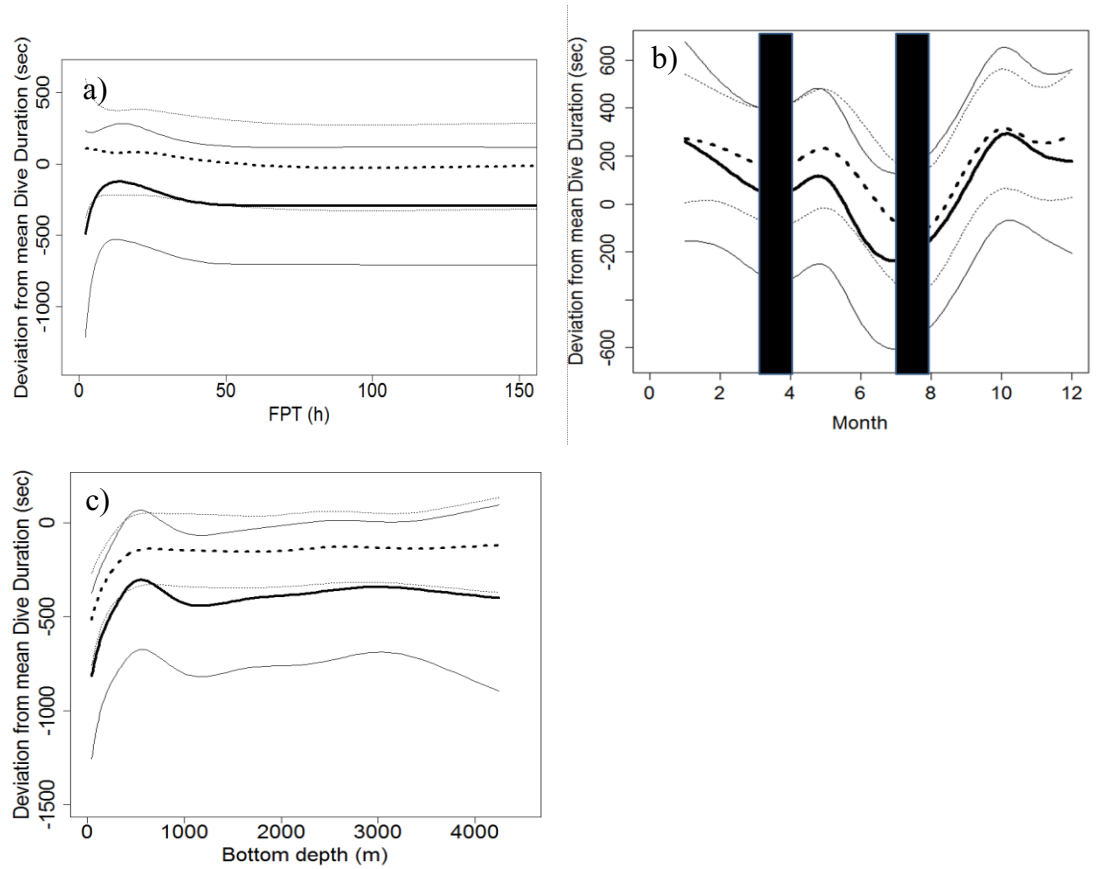 a)
Deviation from mean Dive Duration (sec)
500
0
-500
-1000
0 50 100 150
FPT (h)
b)
Deviation from mean Dive Duration (sec)
600
400
200
0
-200
-600
0 2 4 6 8 10 12
Month
c)
Deviation from mean Dive Duration (sec)
0
-500
-1000
-1500
0 1000 2000 3000 4000
Bottom depth (m)